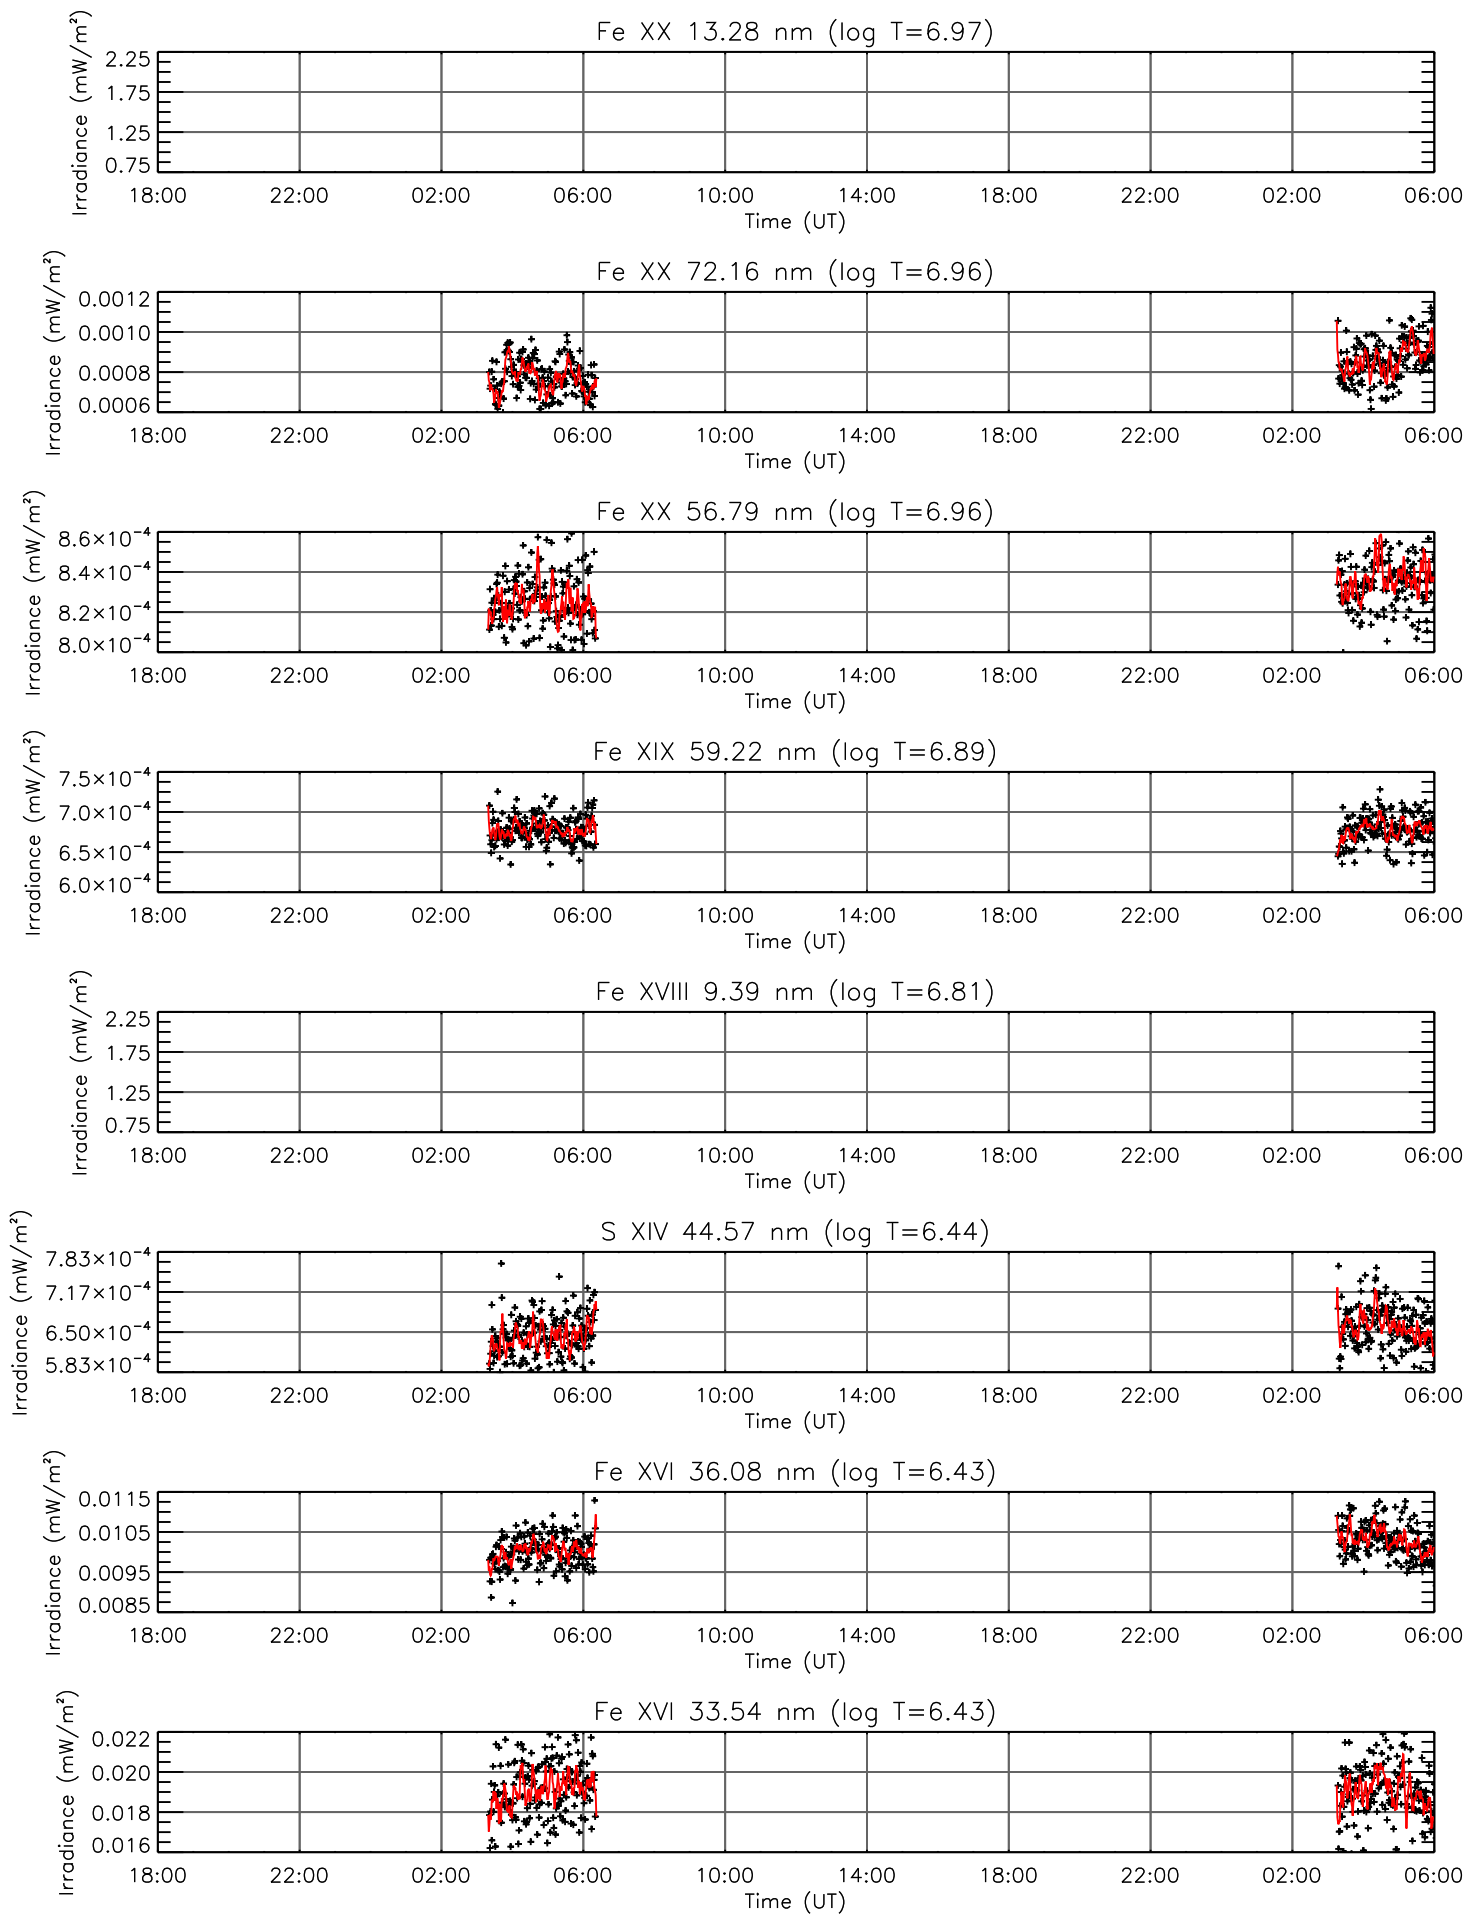 Fe XX 13.28 nm (log T=6.97)
Irradiance (mW/m²)
2.25
1.75
1.25
0.75
18:00 22:00 02:00 06:00 10:00 14:00 18:00 22:00 02:00 06:00
Time (UT)
Fe XX 72.16 nm (log T=6.96)
Irradiance (mW/m²)
0.0012
0.0010
0.0008
0.0006
18:00 22:00 02:00 06:00 10:00 14:00 18:00 22:00 02:00 06:00
Time (UT)
Fe XX 56.79 nm (log T=6.96)
Irradiance (mW/m²)
8.6×10⁻⁴
8.4×10⁻⁴
8.2×10⁻⁴
8.0×10⁻⁴
18:00 22:00 02:00 06:00 10:00 14:00 18:00 22:00 02:00 06:00
Time (UT)
Fe XIX 59.22 nm (log T=6.89)
Irradiance (mW/m²)
7.5×10⁻⁴
7.0×10⁻⁴
6.5×10⁻⁴
6.0×10⁻⁴
18:00 22:00 02:00 06:00 10:00 14:00 18:00 22:00 02:00 06:00
Time (UT)
Fe XVIII 9.39 nm (log T=6.81)
Irradiance (mW/m²)
2.25
1.75
1.25
0.75
18:00 22:00 02:00 06:00 10:00 14:00 18:00 22:00 02:00 06:00
Time (UT)
S XIV 44.57 nm (log T=6.44)
Irradiance (mW/m²)
7.83×10⁻⁴
7.17×10⁻⁴
6.50×10⁻⁴
5.83×10⁻⁴
18:00 22:00 02:00 06:00 10:00 14:00 18:00 22:00 02:00 06:00
Time (UT)
Fe XVI 36.08 nm (log T=6.43)
Irradiance (mW/m²)
0.0115
0.0105
0.0095
0.0085
18:00 22:00 02:00 06:00 10:00 14:00 18:00 22:00 02:00 06:00
Time (UT)
Fe XVI 33.54 nm (log T=6.43)
Irradiance (mW/m²)
0.022
0.020
0.018
0.016
18:00 22:00 02:00 06:00 10:00 14:00 18:00 22:00 02:00 06:00
Time (UT)